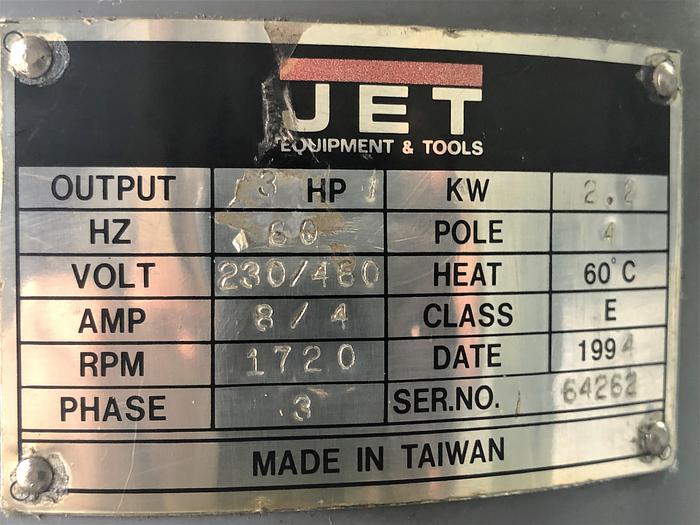 JET
EQUIPMENT & TOOLS
OUTPUT 3 HP KW 2.2
HZ 60 POLE 4
VOLT 230/460 HEAT 60°C
AMP 8/4 CLASS E
RPM 1720 DATE 1994
PHASE 3 SER.NO. 64262
MADE IN TAIWAN